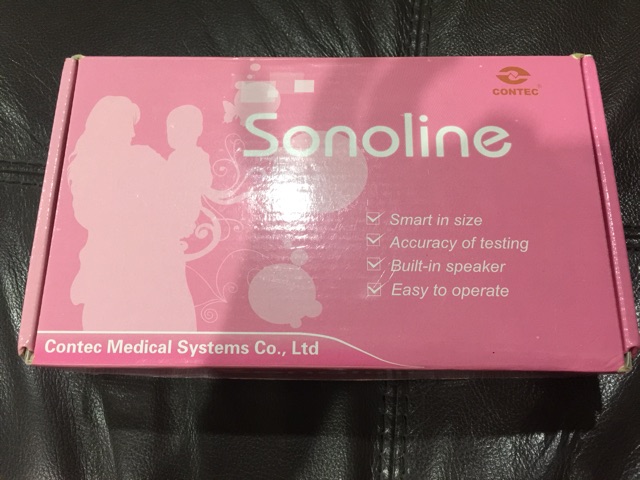 CONTEC®
Sonoline
Smart in size
Accuracy of testing
Built-in speaker
Easy to operate
Contec Medical Systems Co., Ltd